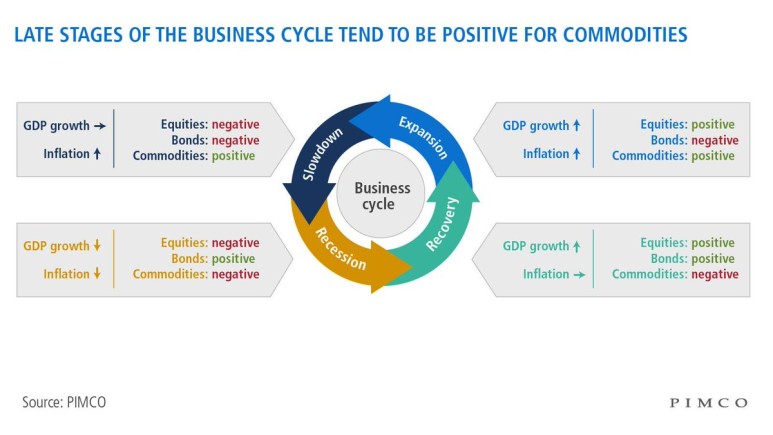 LATE STAGES OF THE BUSINESS CYCLE TEND TO BE POSITIVE FOR COMMODITIES
GDP growth →
Inflation ↑
Equities: negative
Bonds: negative
Commodities: positive
Slowdown
Expansion
GDP growth ↑
Inflation ↑
Equities: positive
Bonds: negative
Commodities: positive
Business
cycle
GDP growth ↓
Inflation ↓
Equities: negative
Bonds: positive
Commodities: negative
Recession
Recovery
GDP growth ↑
Inflation →
Equities: positive
Bonds: positive
Commodities: negative
Source: PIMCO
PIMCO